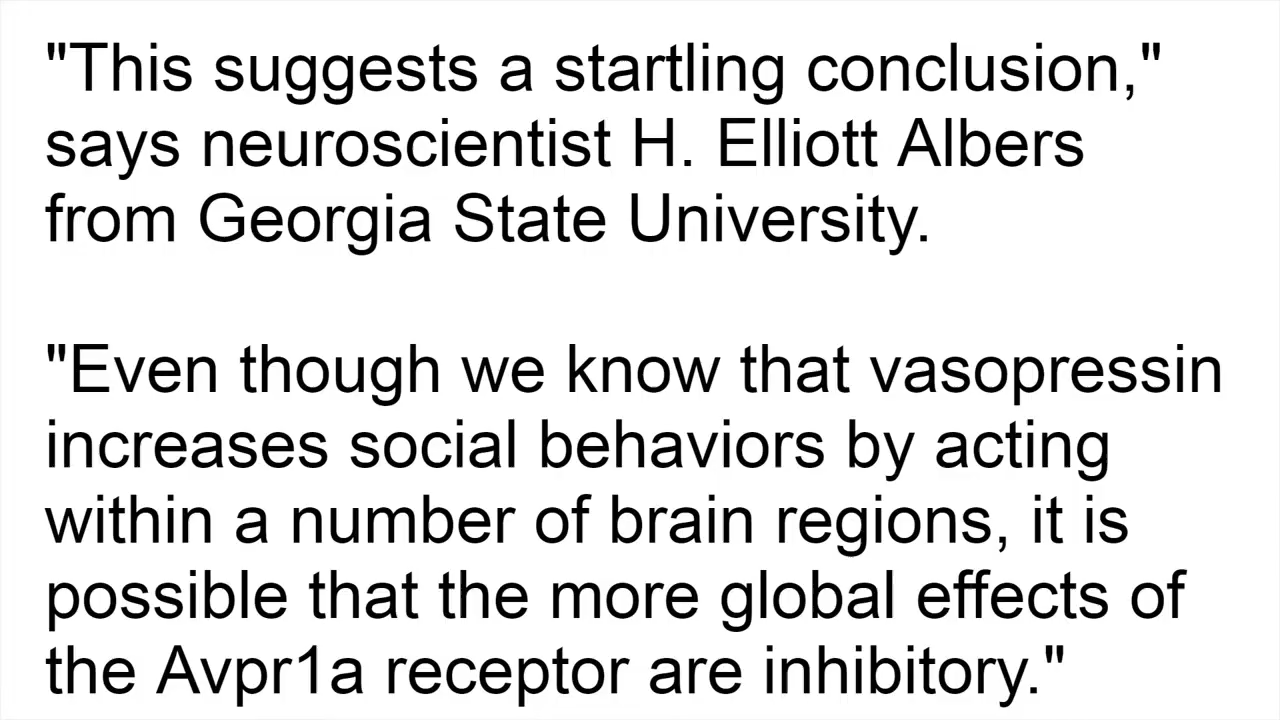 "This suggests a startling conclusion,"
says neuroscientist H. Elliott Albers
from Georgia State University.
"Even though we know that vasopressin
increases social behaviors by acting
within a number of brain regions, it is
possible that the more global effects of
the Avpr1a receptor are inhibitory."